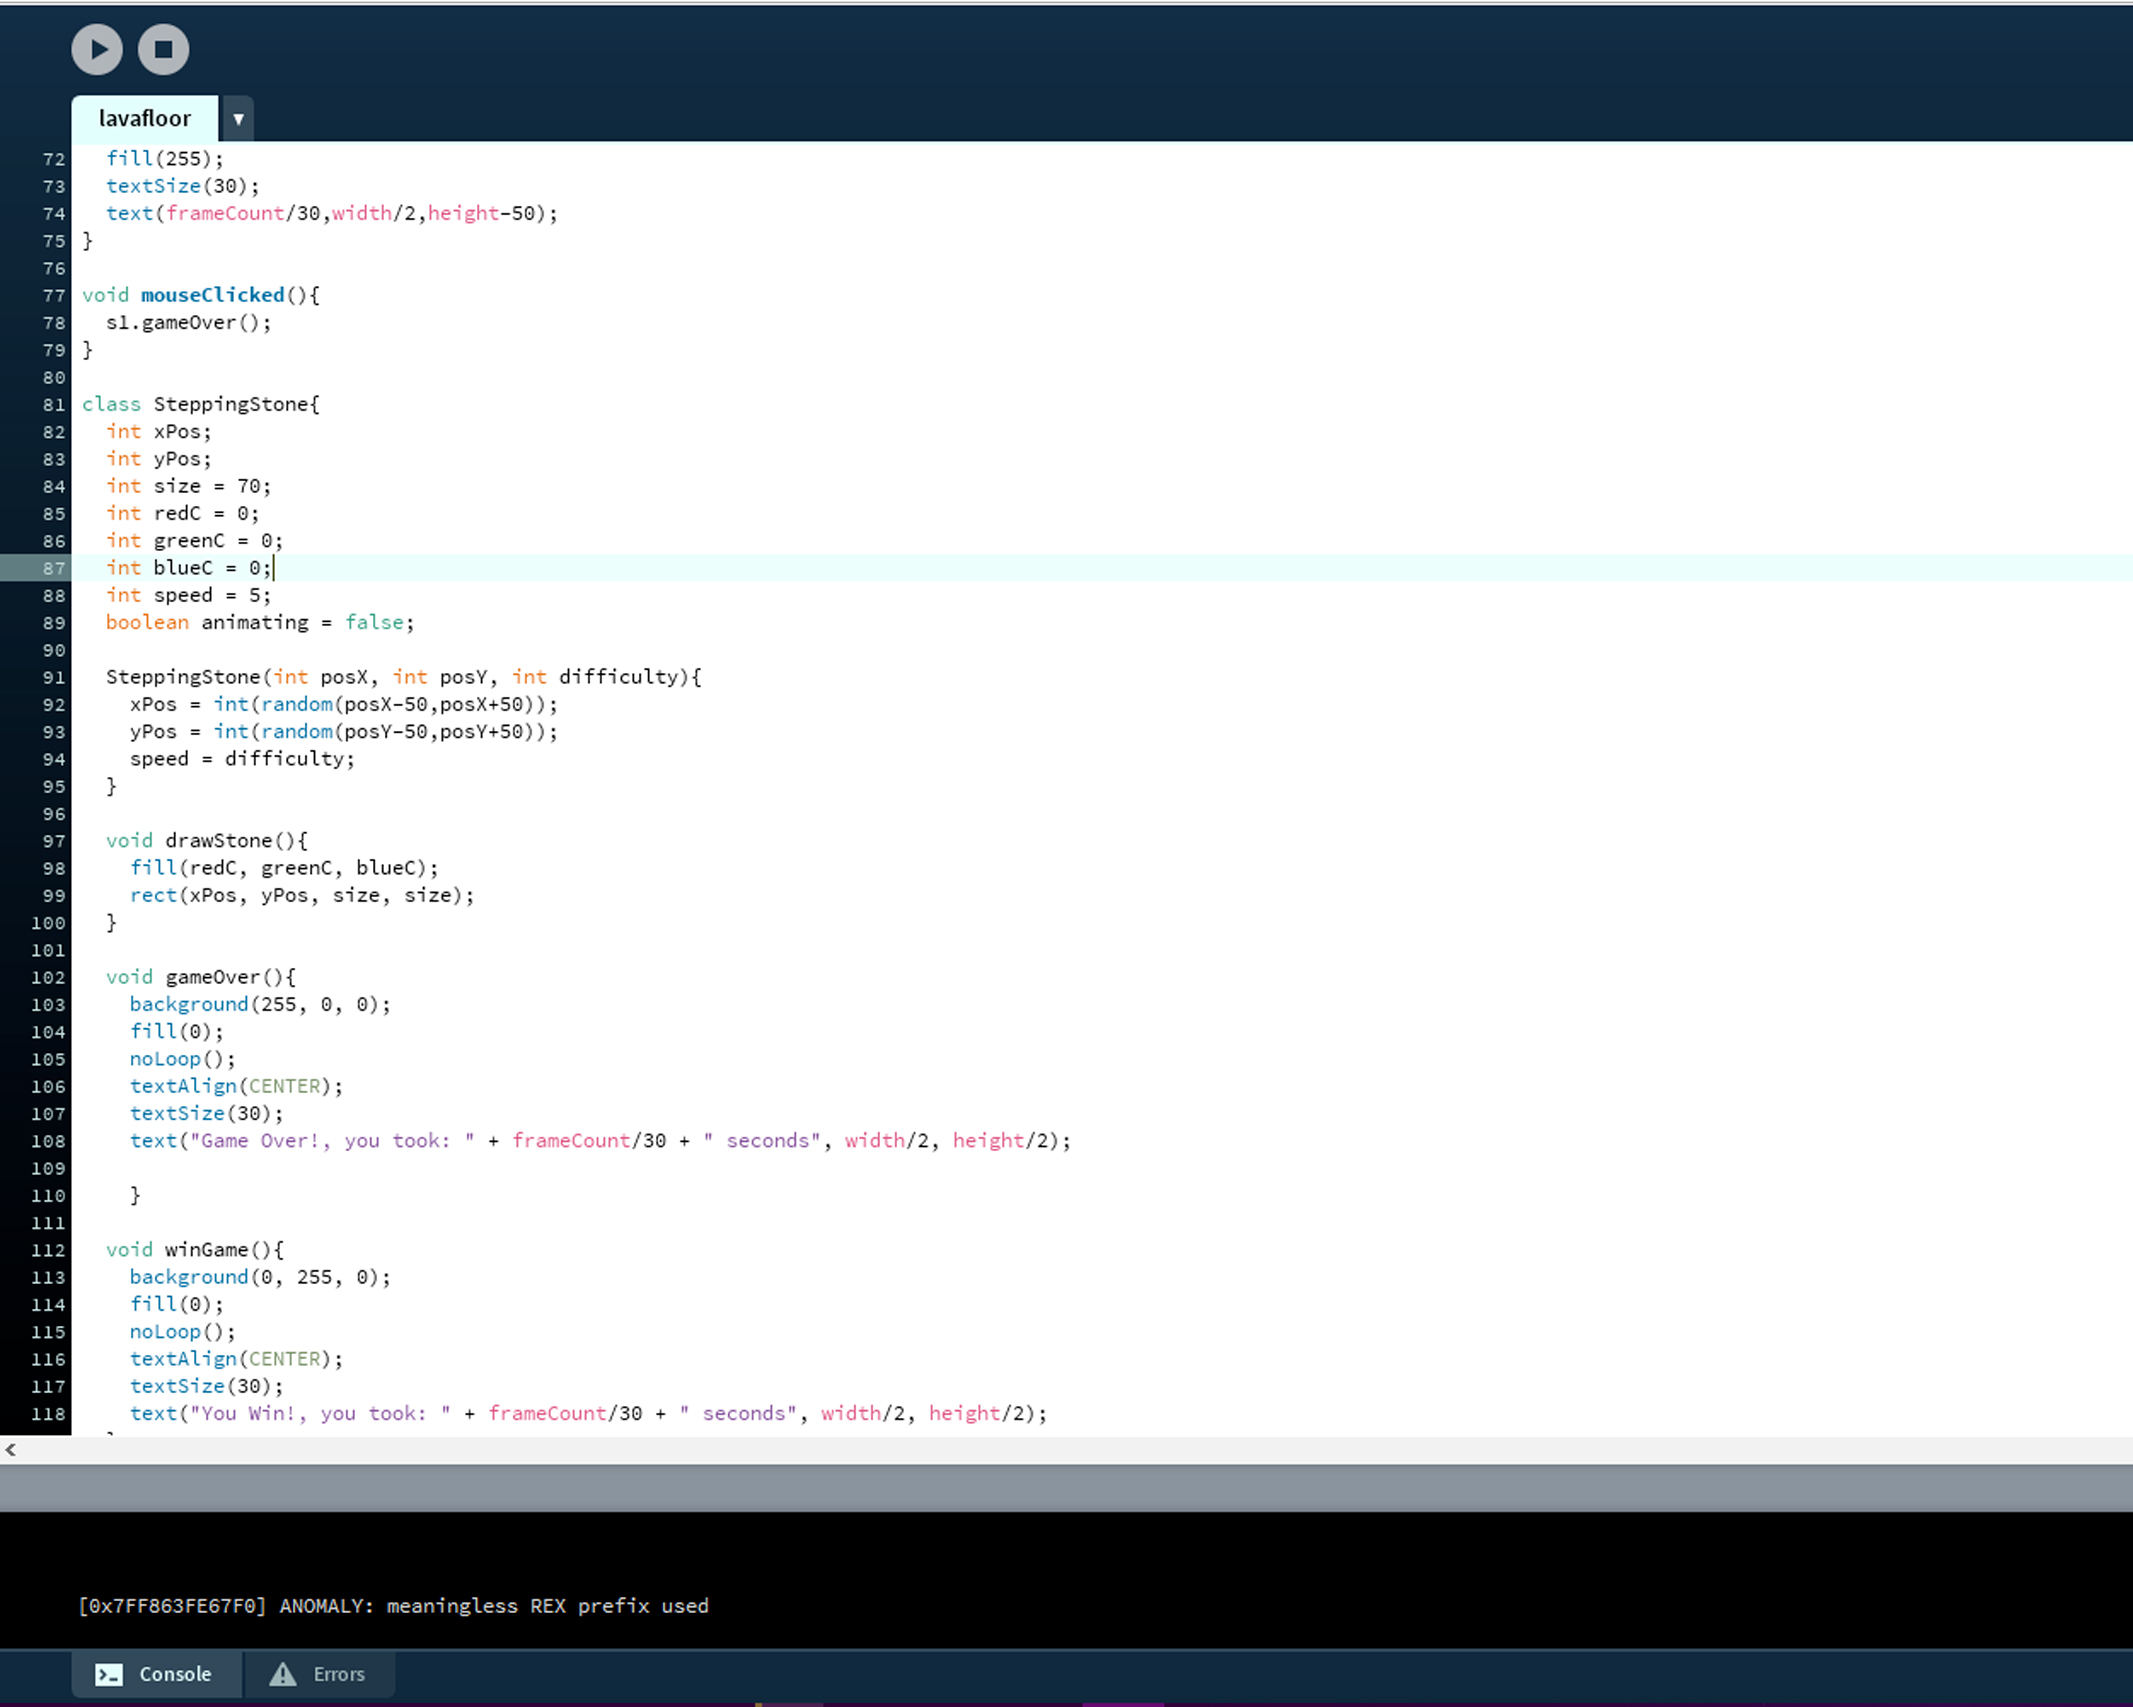 lavafloor ▼
72 fill(255);
73 textSize(30);
74 text(frameCount/30,width/2,height-50);
75 }
76
77 void mouseClicked(){
78 s1.gameOver();
79 }
80
81 class SteppingStone{
82 int xPos;
83 int yPos;
84 int size = 70;
85 int redC = 0;
86 int greenC = 0;
87 int blueC = 0;
88 int speed = 5;
89 boolean animating = false;
90
91 SteppingStone(int posX, int posY, int difficulty){
92 xPos = int(random(posX-50,posX+50));
93 yPos = int(random(posY-50,posY+50));
94 speed = difficulty;
95 }
96
97 void drawStone(){
98 fill(redC, greenC, blueC);
99 rect(xPos, yPos, size, size);
100 }
101
102 void gameOver(){
103 background(255, 0, 0);
104 fill(0);
105 noLoop();
106 textAlign(CENTER);
107 textSize(30);
108 text("Game Over!, you took: " + frameCount/30 + " seconds", width/2, height/2);
109
110 }
111
112 void winGame(){
113 background(0, 255, 0);
114 fill(0);
115 noLoop();
116 textAlign(CENTER);
117 textSize(30);
118 text("You Win!, you took: " + frameCount/30 + " seconds", width/2, height/2);
[0x7FF863FE67F0] ANOMALY: meaningless REX prefix used
Console Errors